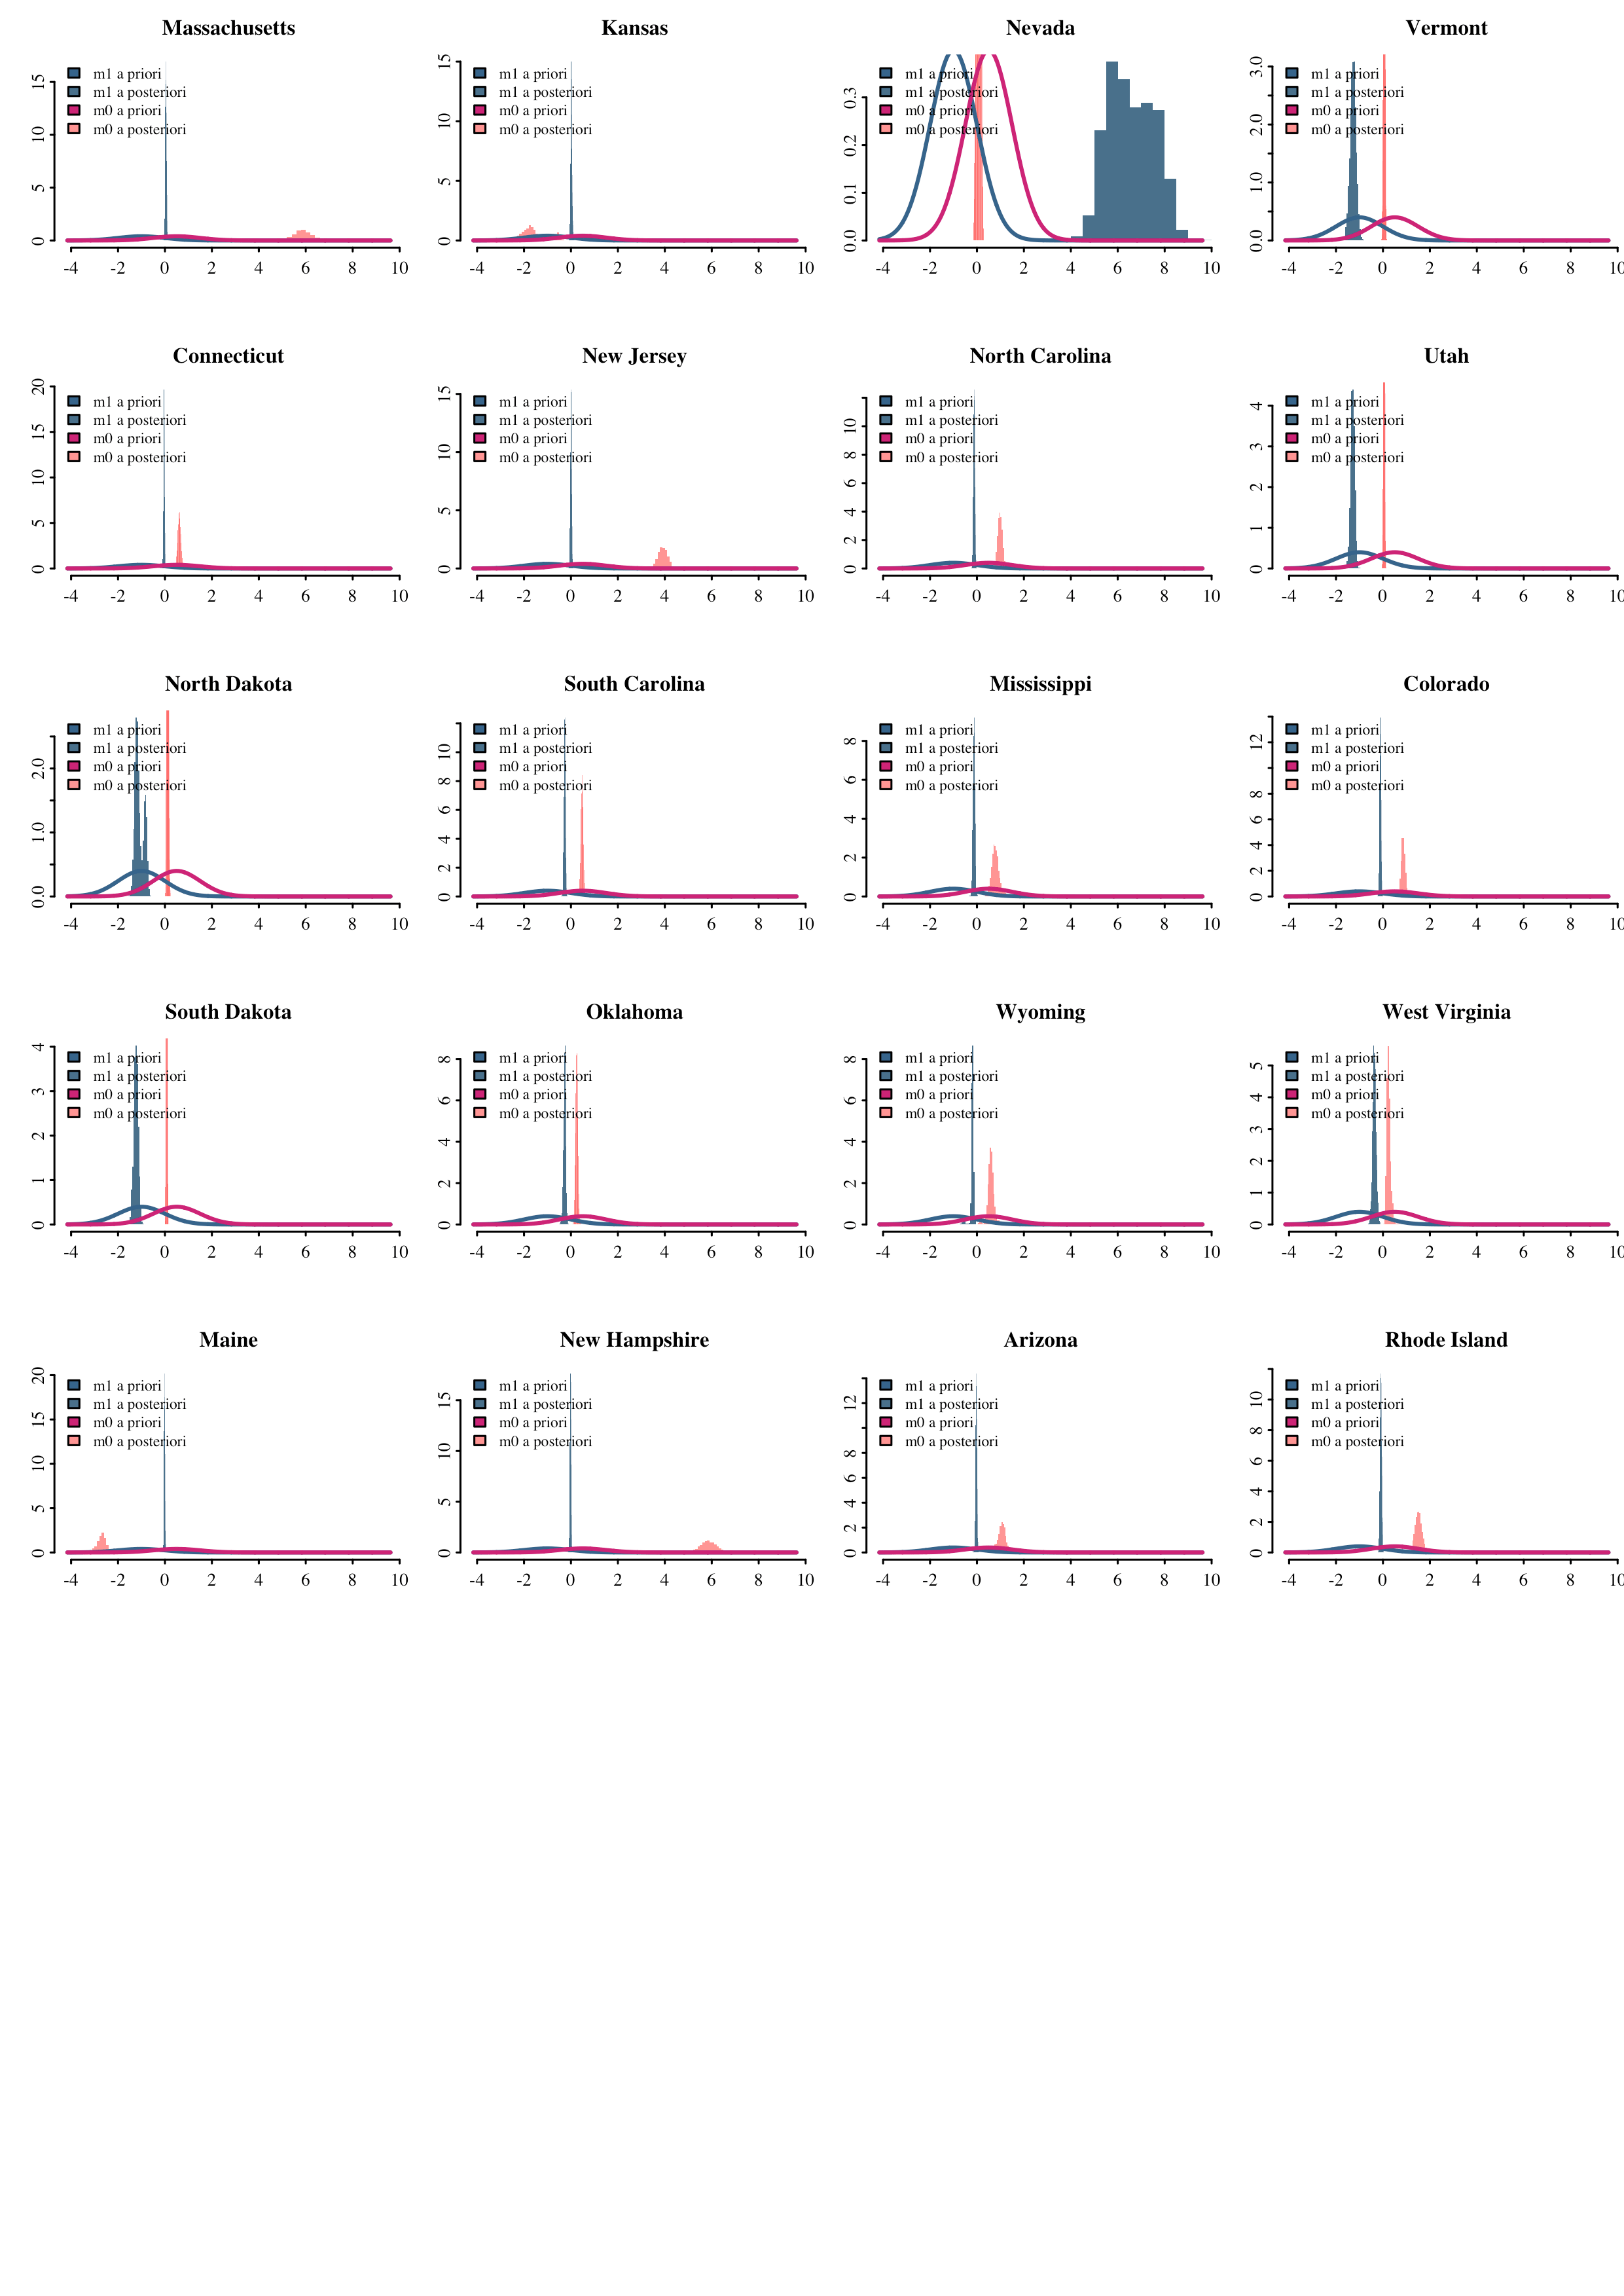 Massachusetts
m1 a priori
m1 a posteriori
m0 a priori
m0 a posteriori
0 5 10 15
-4 -2 0 2 4 6 8 10
Kansas
m1 a priori
m1 a posteriori
m0 a priori
m0 a posteriori
0 5 10 15
-4 -2 0 2 4 6 8 10
Nevada
m1 a priori
m1 a posteriori
m0 a priori
m0 a posteriori
0.0 0.1 0.2 0.3
-4 -2 0 2 4 6 8 10
Vermont
m1 a priori
m1 a posteriori
m0 a priori
m0 a posteriori
0.0 1.0 2.0 3.0
-4 -2 0 2 4 6 8 10
Connecticut
m1 a priori
m1 a posteriori
m0 a priori
m0 a posteriori
0 5 10 15 20
-4 -2 0 2 4 6 8 10
New Jersey
m1 a priori
m1 a posteriori
m0 a priori
m0 a posteriori
0 5 10 15
-4 -2 0 2 4 6 8 10
North Carolina
m1 a priori
m1 a posteriori
m0 a priori
m0 a posteriori
0 2 4 6 8 10
-4 -2 0 2 4 6 8 10
Utah
m1 a priori
m1 a posteriori
m0 a priori
m0 a posteriori
0 1 2 3 4
-4 -2 0 2 4 6 8 10
North Dakota
m1 a priori
m1 a posteriori
m0 a priori
m0 a posteriori
0.0 1.0 2.0
-4 -2 0 2 4 6 8 10
South Carolina
m1 a priori
m1 a posteriori
m0 a priori
m0 a posteriori
0 2 4 6 8 10
-4 -2 0 2 4 6 8 10
Mississippi
m1 a priori
m1 a posteriori
m0 a priori
m0 a posteriori
0 2 4 6 8
-4 -2 0 2 4 6 8 10
Colorado
m1 a priori
m1 a posteriori
m0 a priori
m0 a posteriori
0 2 4 6 8 12
-4 -2 0 2 4 6 8 10
South Dakota
m1 a priori
m1 a posteriori
m0 a priori
m0 a posteriori
0 1 2 3 4
-4 -2 0 2 4 6 8 10
Oklahoma
m1 a priori
m1 a posteriori
m0 a priori
m0 a posteriori
0 2 4 6 8
-4 -2 0 2 4 6 8 10
Wyoming
m1 a priori
m1 a posteriori
m0 a priori
m0 a posteriori
0 2 4 6 8
-4 -2 0 2 4 6 8 10
West Virginia
m1 a priori
m1 a posteriori
m0 a priori
m0 a posteriori
0 1 2 3 4 5
-4 -2 0 2 4 6 8 10
Maine
m1 a priori
m1 a posteriori
m0 a priori
m0 a posteriori
0 5 10 15 20
-4 -2 0 2 4 6 8 10
New Hampshire
m1 a priori
m1 a posteriori
m0 a priori
m0 a posteriori
0 5 10 15
-4 -2 0 2 4 6 8 10
Arizona
m1 a priori
m1 a posteriori
m0 a priori
m0 a posteriori
0 2 4 6 8 12
-4 -2 0 2 4 6 8 10
Rhode Island
m1 a priori
m1 a posteriori
m0 a priori
m0 a posteriori
0 2 4 6 8 10
-4 -2 0 2 4 6 8 10